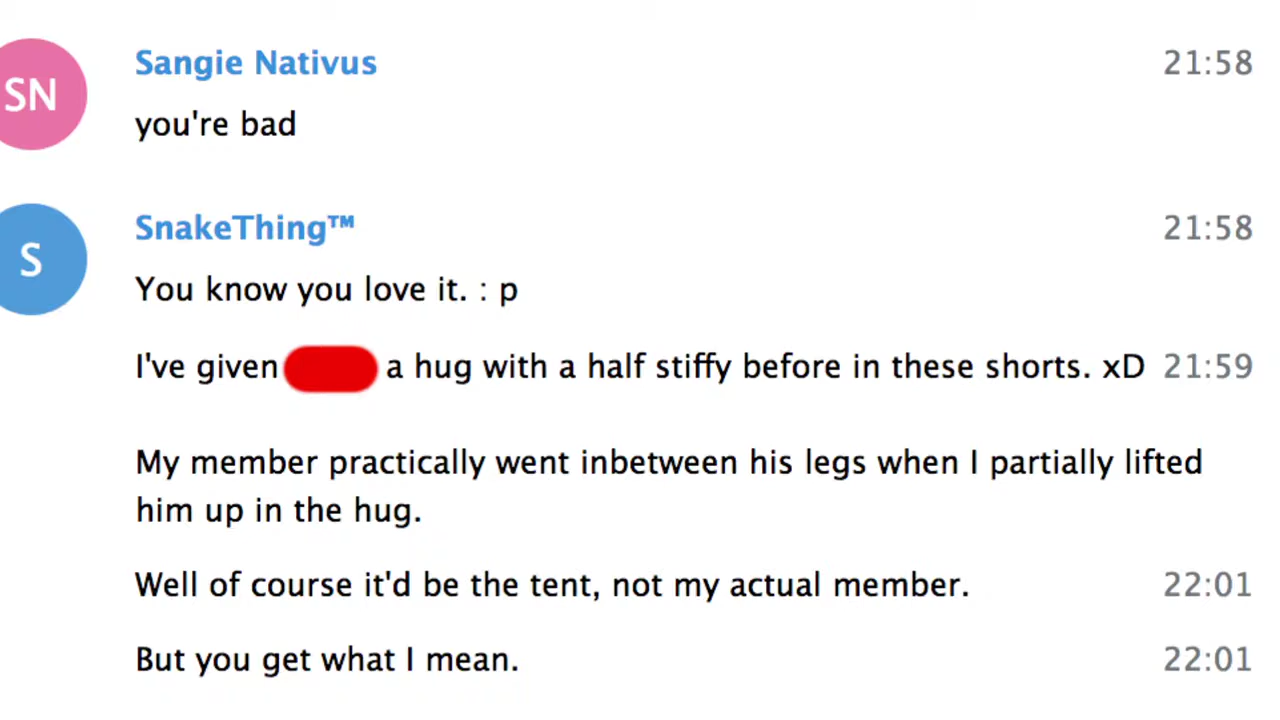 SN
Sangie Nativus 21:58
you're bad
SnakeThing™ 21:58
S
You know you love it. : p
I've given a hug with a half stiffy before in these shorts. xD 21:59
My member practically went inbetween his legs when I partially lifted
him up in the hug.
Well of course it'd be the tent, not my actual member. 22:01
But you get what I mean. 22:01